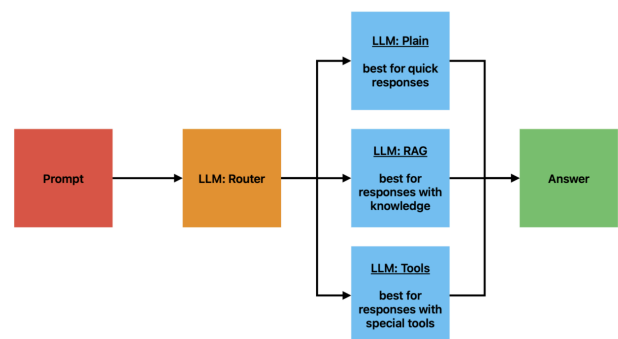 Prompt
LLM: Router
LLM: Plain
best for quick
responses
LLM: RAG
best for
responses with
knowledge
LLM: Tools
best for
responses with
special tools
Answer